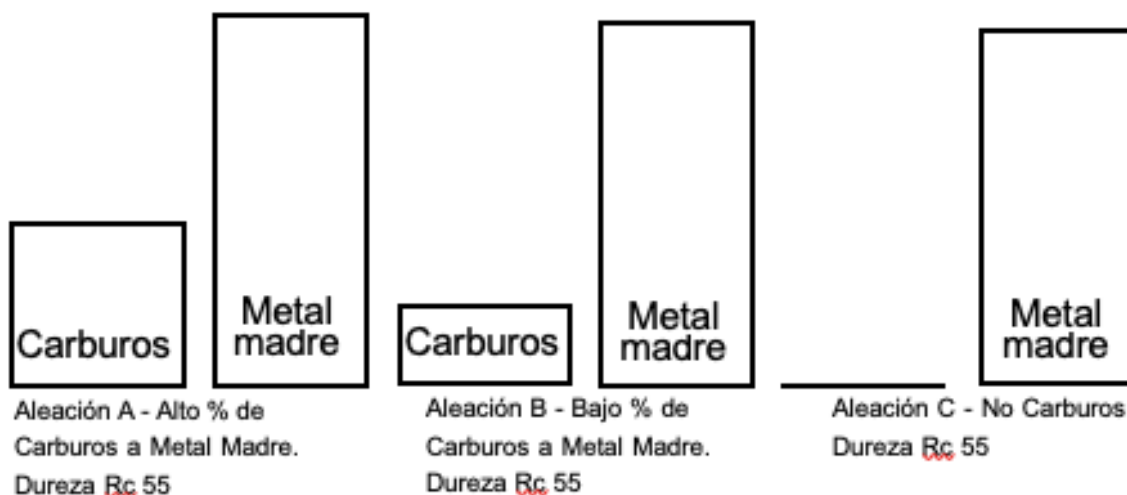 Carburos
Metal
madre
Carburos
Metal
madre
Metal
madre
Aleación A - Alto % de
Carburos a Metal Madre.
Dureza Rc 55
Aleación B - Bajo % de
Carburos a Metal Madre.
Dureza Rc 55
Aleación C - No Carburos
Dureza Rc 55